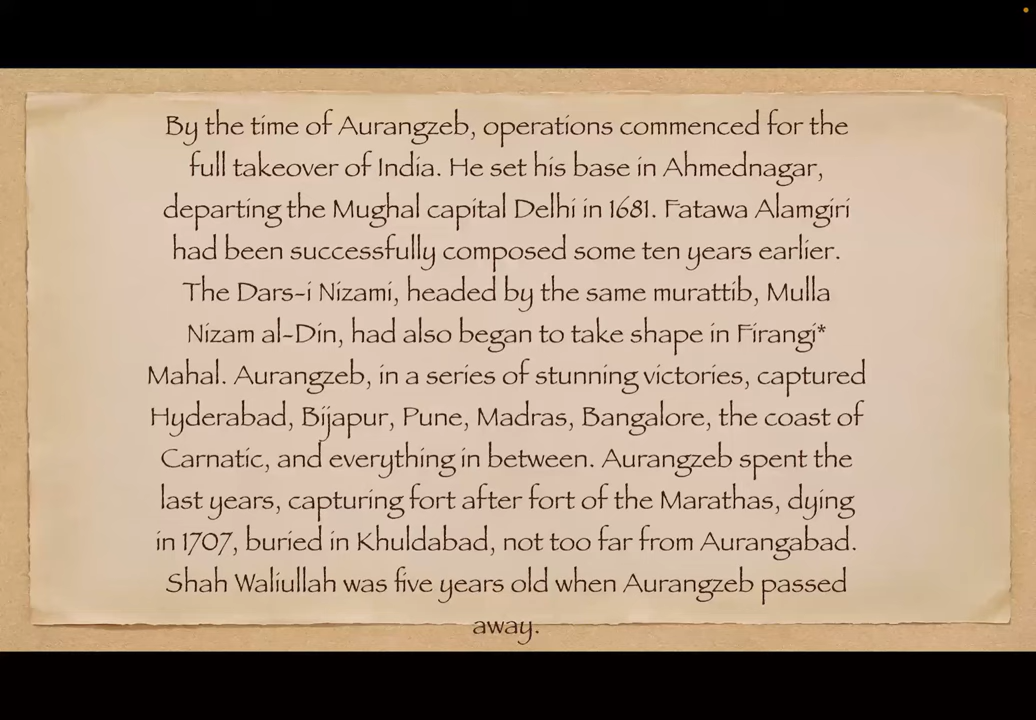 By the time of Aurangzeb, operations commenced for the
full takeover of India. He set his base in Ahmednagar,
departing the Mughal capital Delhi in 1681. Fatawa Alamgiri
had been successfully composed some ten years earlier.
The Dars-i Nizami, headed by the same murattib, Mulla
Nizam al-Din, had also began to take shape in Firangi*
Mahal. Aurangzeb, in a series of stunning victories, captured
Hyderabad, Bijapur, Pune, Madras, Bangalore, the coast of
Carnatic, and everything in between. Aurangzeb spent the
last years, capturing fort after fort of the Marathas, dying
in 1707, buried in Khuldabad, not too far from Aurangabad.
Shah Waliullah was five years old when Aurangzeb passed
away.